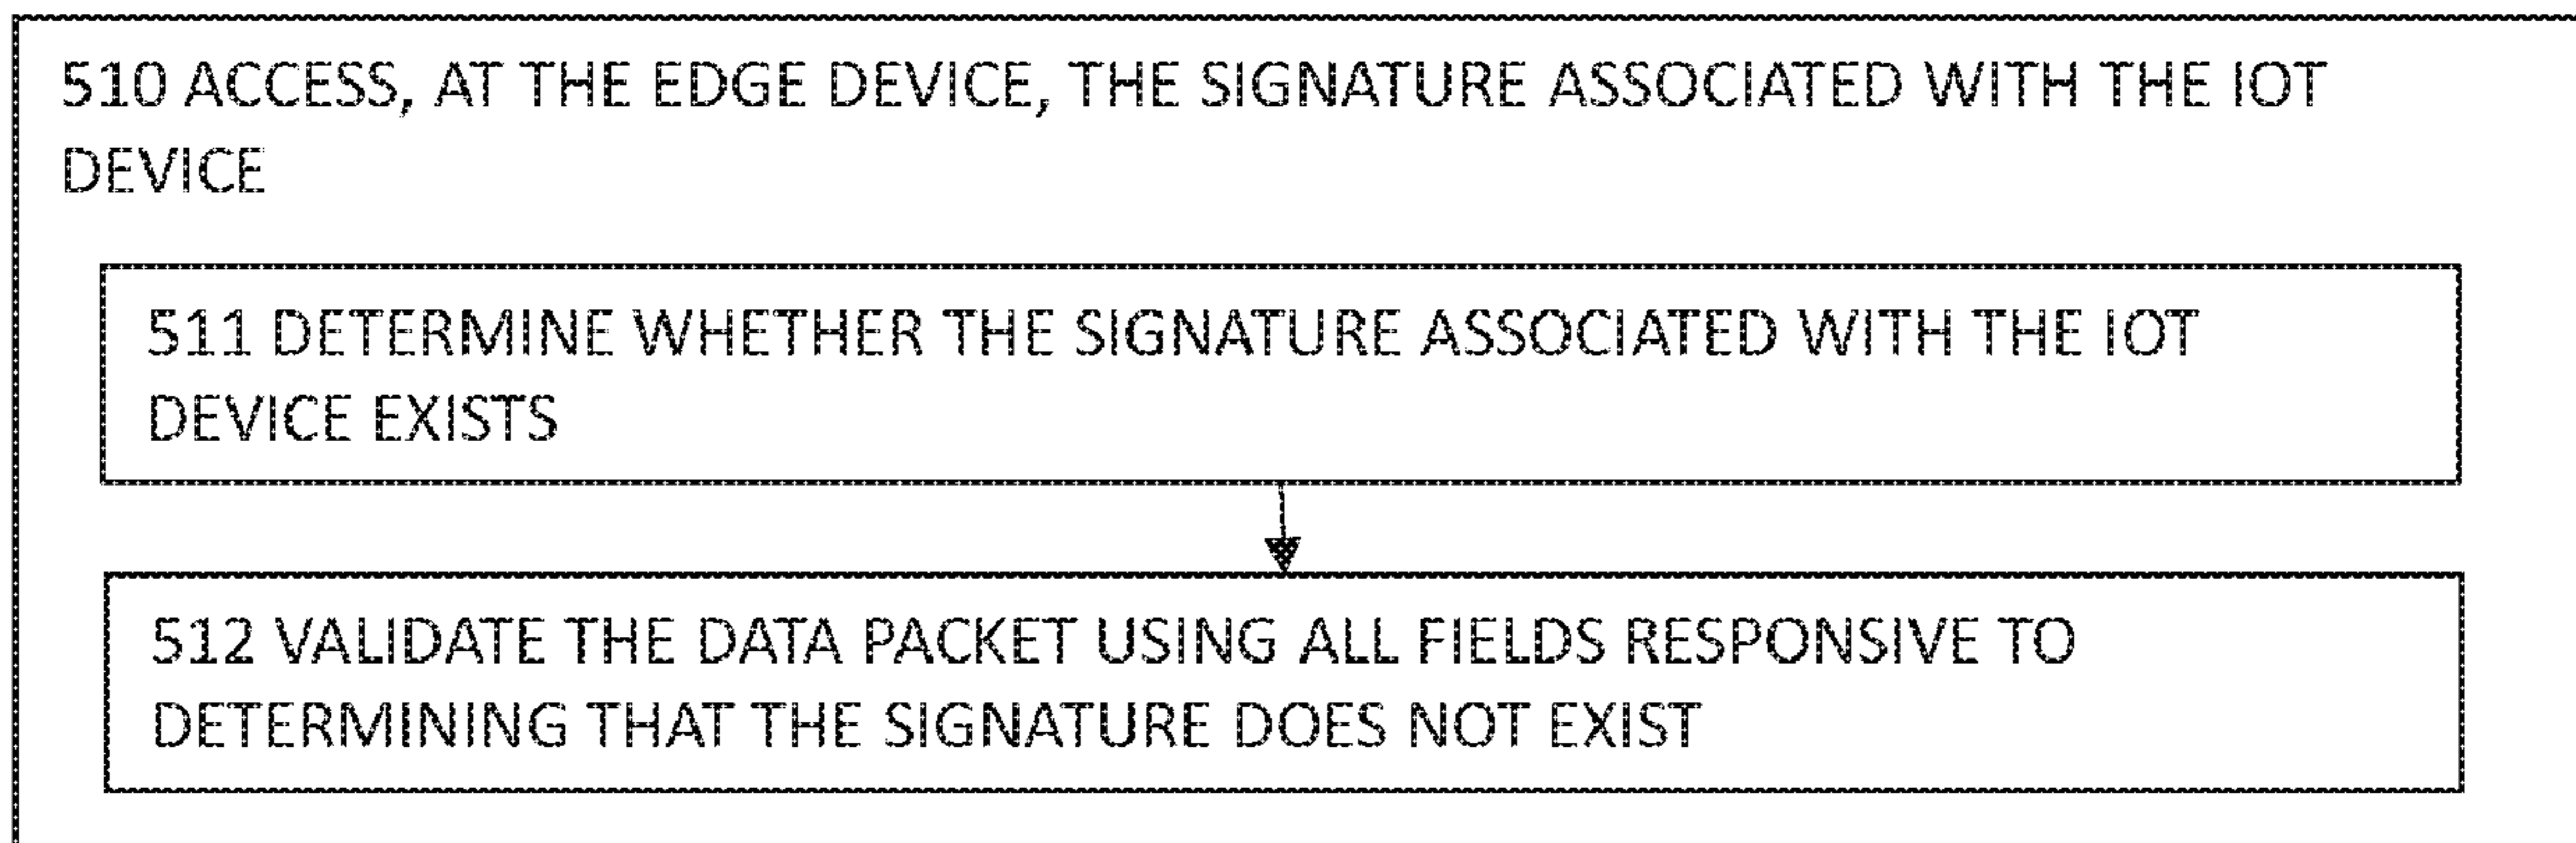 510 ACCESS, AT THE EDGE DEVICE, THE SIGNATURE ASSOCIATED WITH THE IOT
DEVICE
511 DETERMINE WHETHER THE SIGNATURE ASSOCIATED WITH THE IOT
DEVICE EXISTS
512 VALIDATE THE DATA PACKET USING ALL FIELDS RESPONSIVE TO
DETERMINING THAT THE SIGNATURE DOES NOT EXIST